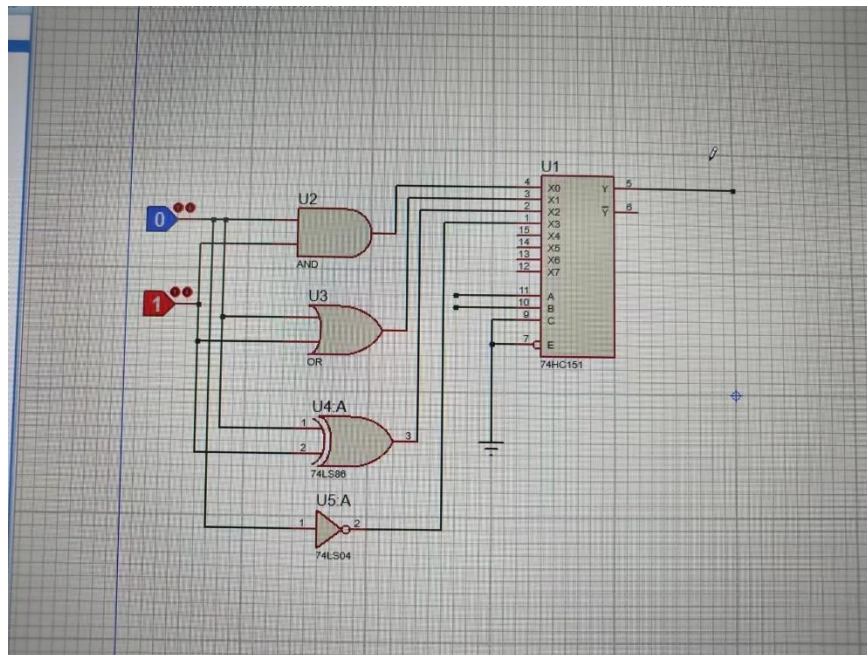 0
1
U2
AND
U3
OR
U4:A
1
2
3
74LS86
U5:A
1
2
74LS04
U1
4 X0 Y 5
3 X1
2 X2 Y 6
1 X3
15 X4
14 X5
13 X6
12 X7
11 A
10 B
9 C
7 E
74HC151